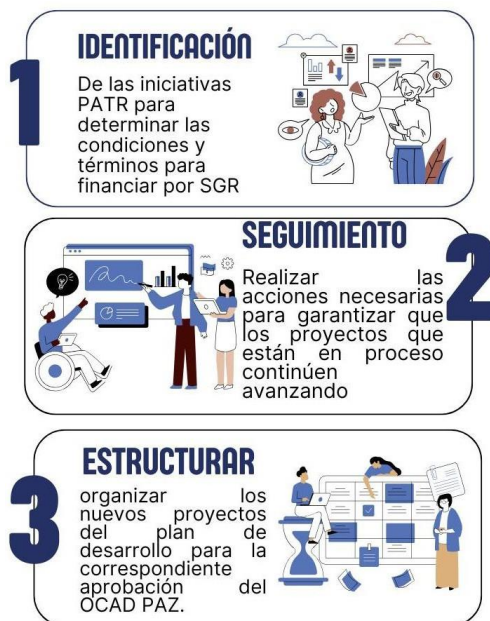 1
IDENTIFICACIÓN
De las iniciativas
PATR para
determinar las
condiciones y
términos para
financiar por SGR
2
SEGUIMIENTO
Realizar las
acciones necesarias
para garantizar que
los proyectos que
están en proceso
continúen
avanzando
3
ESTRUCTURAR
organizar los
nuevos proyectos
del plan de
desarrollo para la
correspondiente
aprobación del
OCAD PAZ.